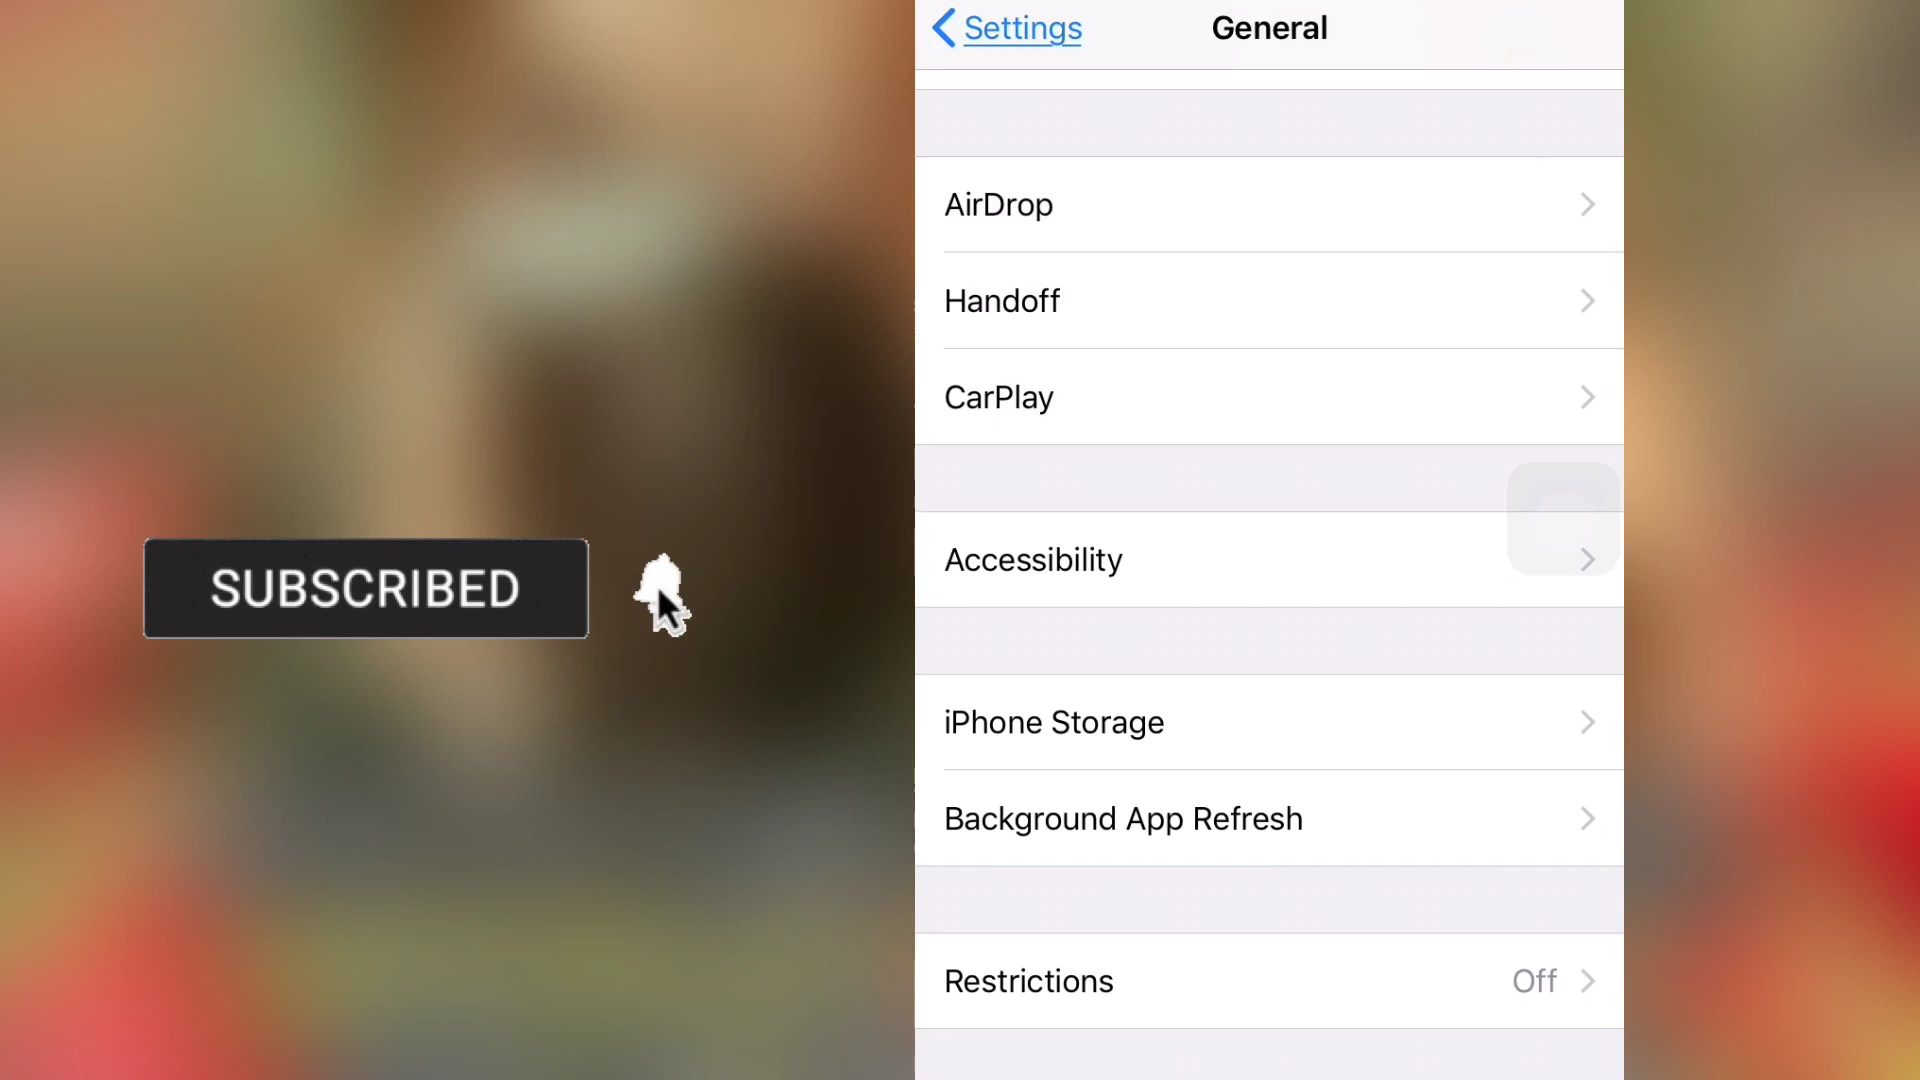 Settings
General
AirDrop
Handoff
CarPlay
Accessibility
SUBSCRIBED
iPhone Storage
Background App Refresh
Restrictions Off